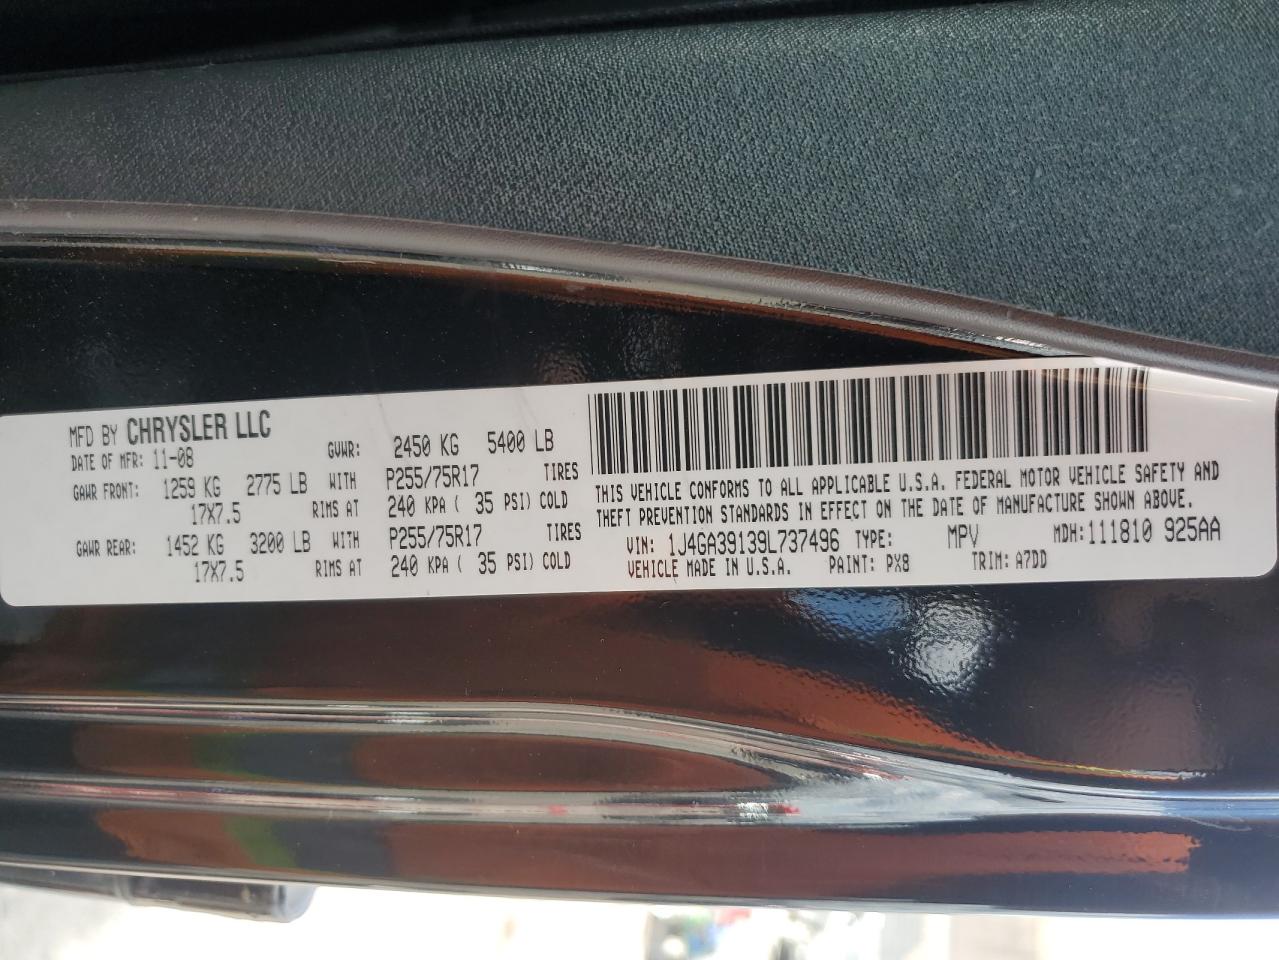 MFD BY CHRYSLER LLC
DATE OF MFR: 11-08 GVWR: 2450 KG 5400 LB
GAWR FRONT: 1259 KG 2775 LB WITH P255/75R17 TIRES
17X7.5 RIMS AT 240 KPA ( 35 PSI) COLD
GAWR REAR: 1452 KG 3200 LB WITH P255/75R17 TIRES
17X7.5 RIMS AT 240 KPA ( 35 PSI) COLD
THIS VEHICLE CONFORMS TO ALL APPLICABLE U.S.A. FEDERAL MOTOR VEHICLE SAFETY AND
THEFT PREVENTION STANDARDS IN EFFECT ON THE DATE OF MANUFACTURE SHOWN ABOVE.
VIN: 1J4GA39139L737496 TYPE: MPV MDH:111810 925AA
VEHICLE MADE IN U.S.A. PAINT: PX8 TRIM: A7DD